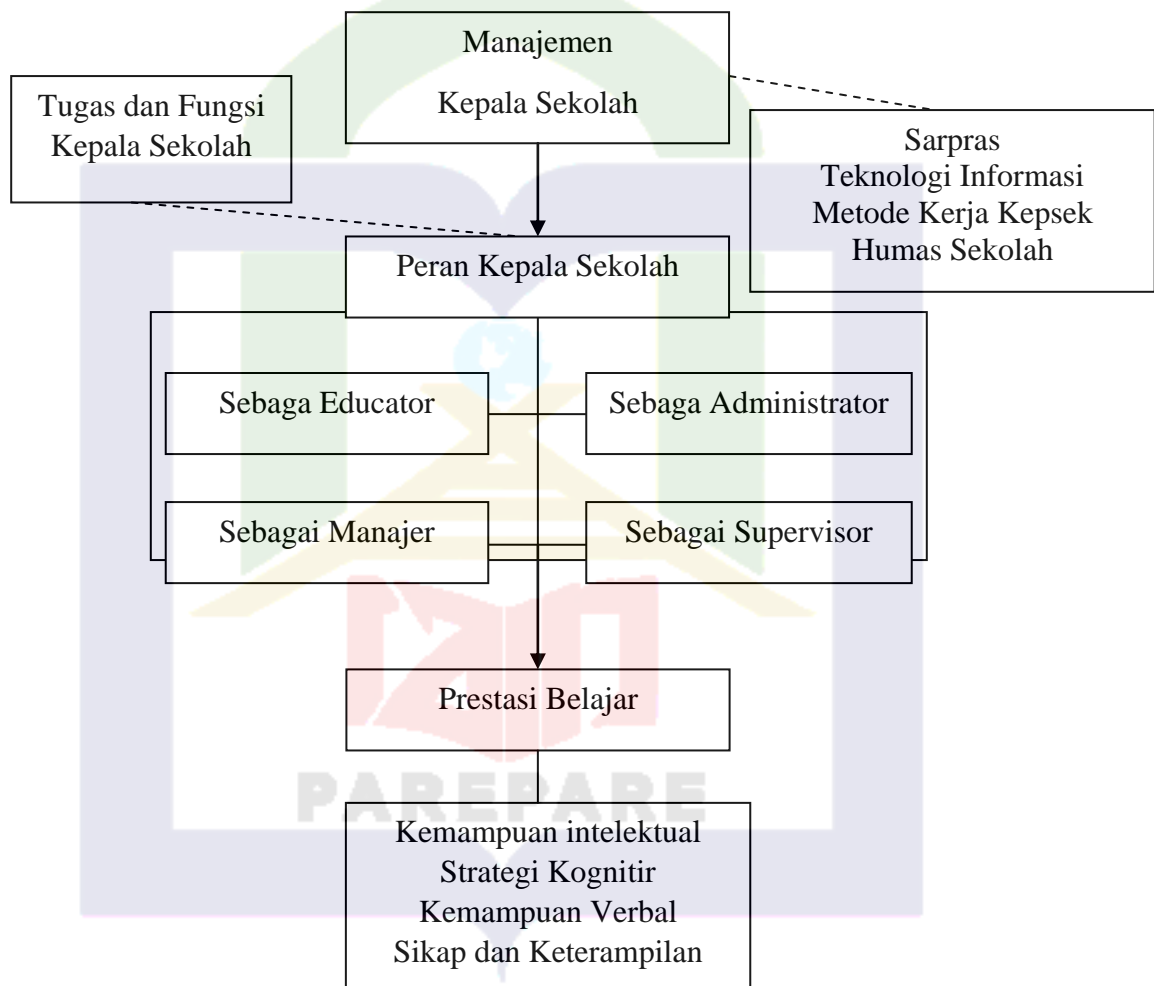 Manajemen
Kepala Sekolah
Tugas dan Fungsi
Kepala Sekolah
Sarpras
Teknologi Informasi
Metode Kerja Kepsek
Humas Sekolah
Peran Kepala Sekolah
Sebaga Educator
Sebaga Administrator
Sebagai Manajer
Sebagai Supervisor
Prestasi Belajar
PAREPARE
Kemampuan intelektual
Strategi Kognitir
Kemampuan Verbal
Sikap dan Keterampilan